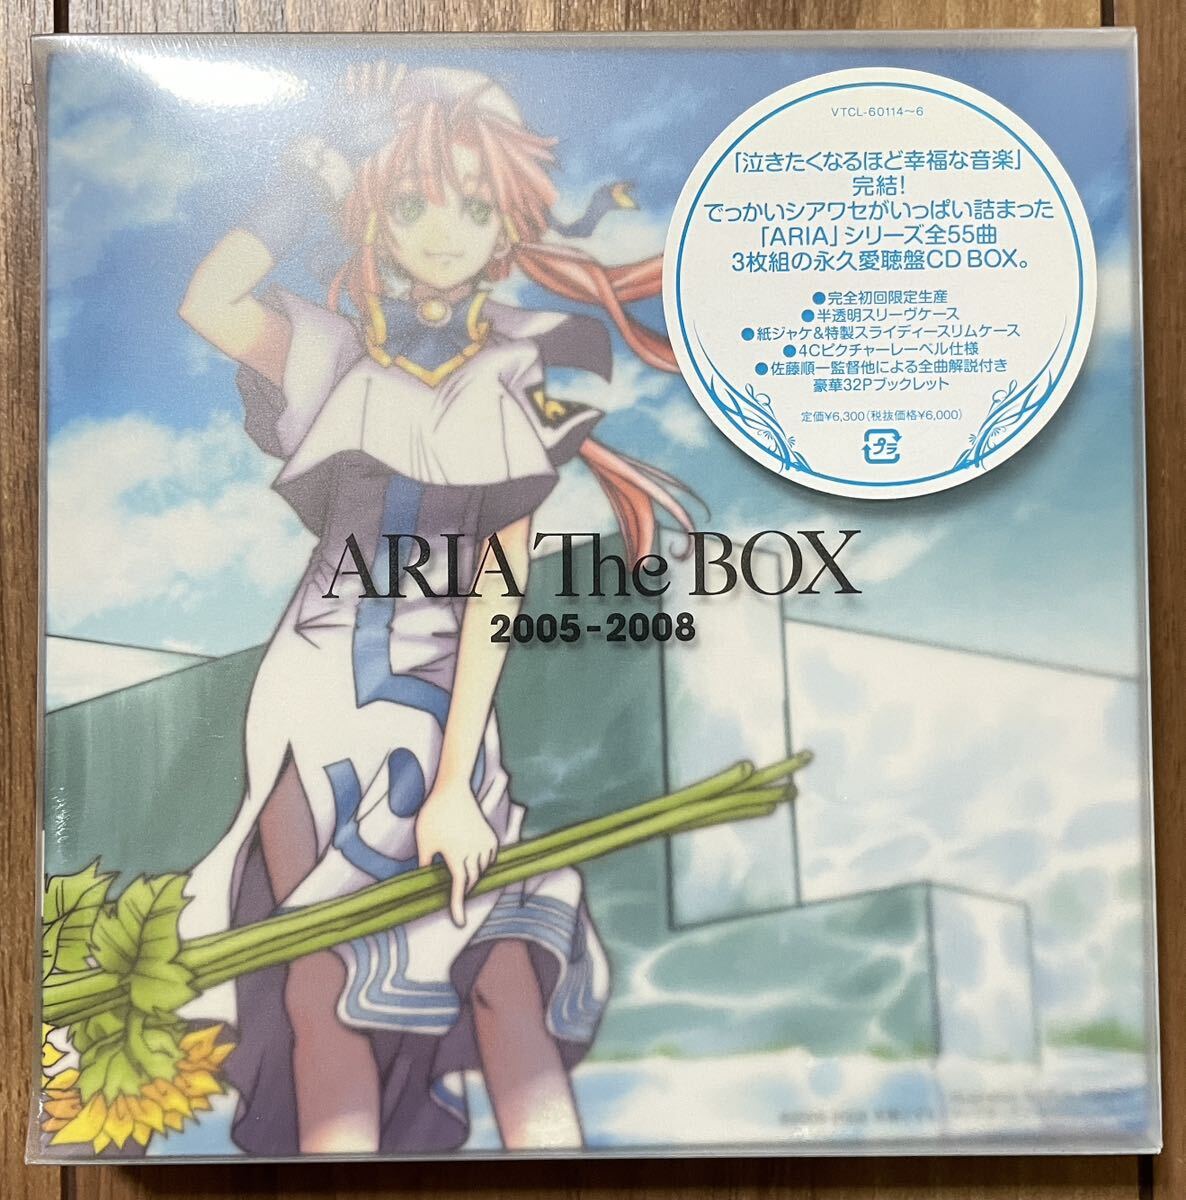 VTCL-60114〜6
「泣きたくなるほど幸福な音楽」
完結!
でっかいシアワセがいっぱい詰まった
「ARIA」シリーズ全55曲
3枚組の永久愛聴盤CD BOX。
●完全初回限定生産
●半透明スリーヴケース
●紙ジャケ&特製スライディースリムケース
●4Cピクチャーレーベル仕様
●佐藤順一監督他による全曲解説付き
豪華32Pブックレット
定価¥6,300(税抜価格¥6,000)
プラ
ARIA The BOX
2005-2008